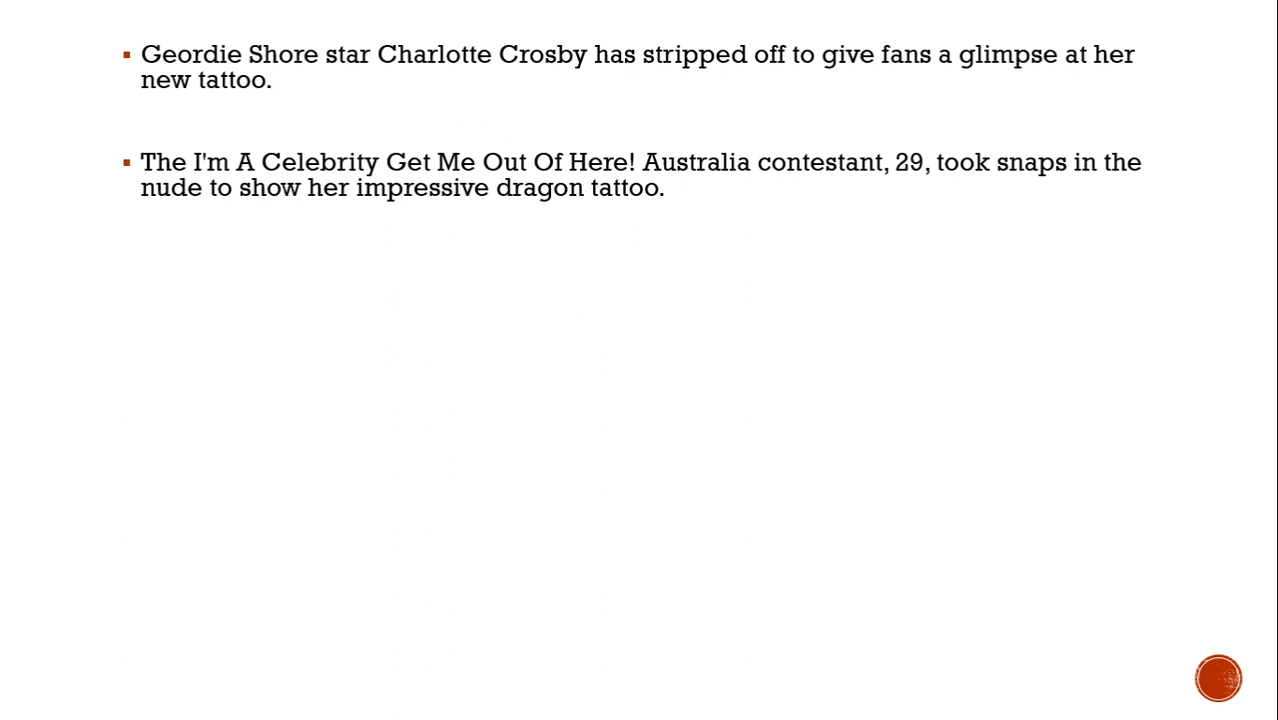 Geordie Shore star Charlotte Crosby has stripped off to give fans a glimpse at her
new tattoo.
The I'm A Celebrity Get Me Out Of Here! Australia contestant, 29, took snaps in the
nude to show her impressive dragon tattoo.